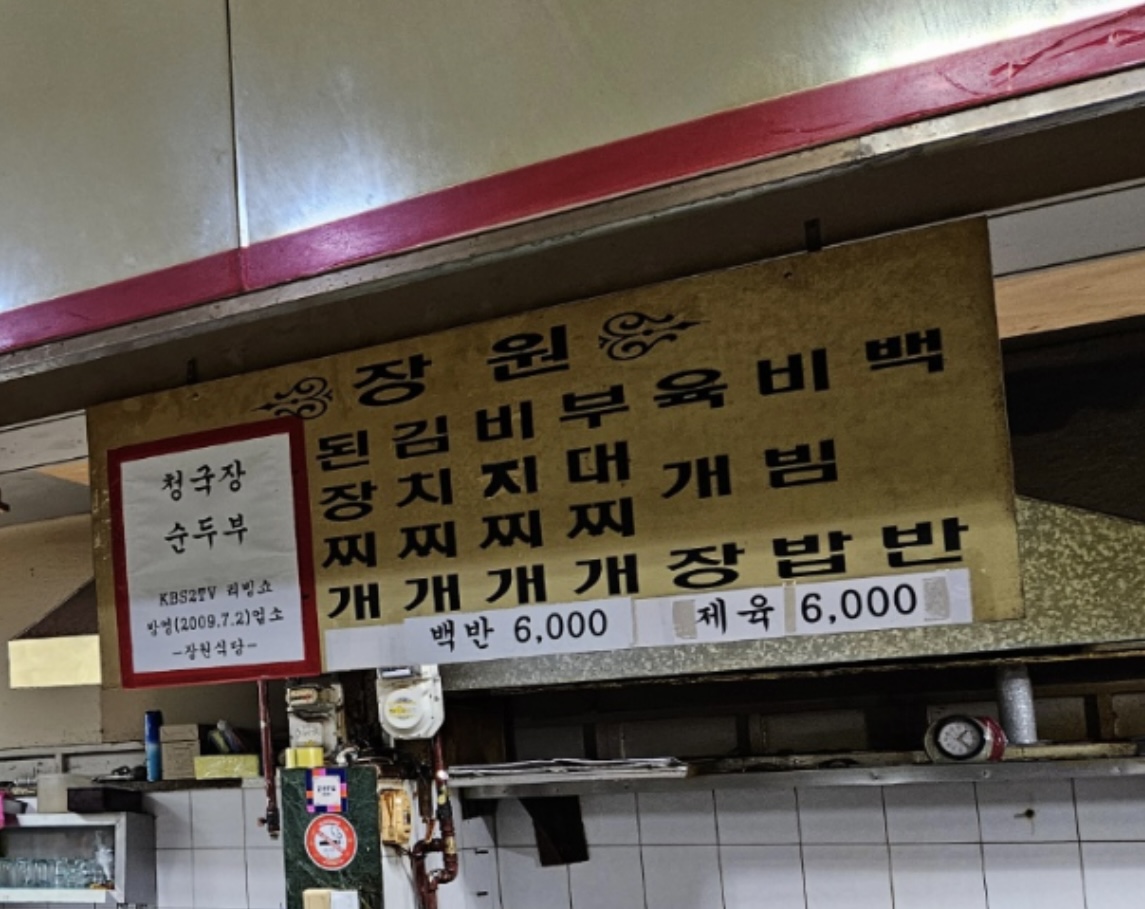 장 원
청국장
순두부
KBS2TV 리빙쇼
방영(2009.7.2)업소
-장원식당-
된장찌개
김치찌개
비지찌개
부대찌개
육개장
비빔밥
백반
백반 6,000
제육 6,000